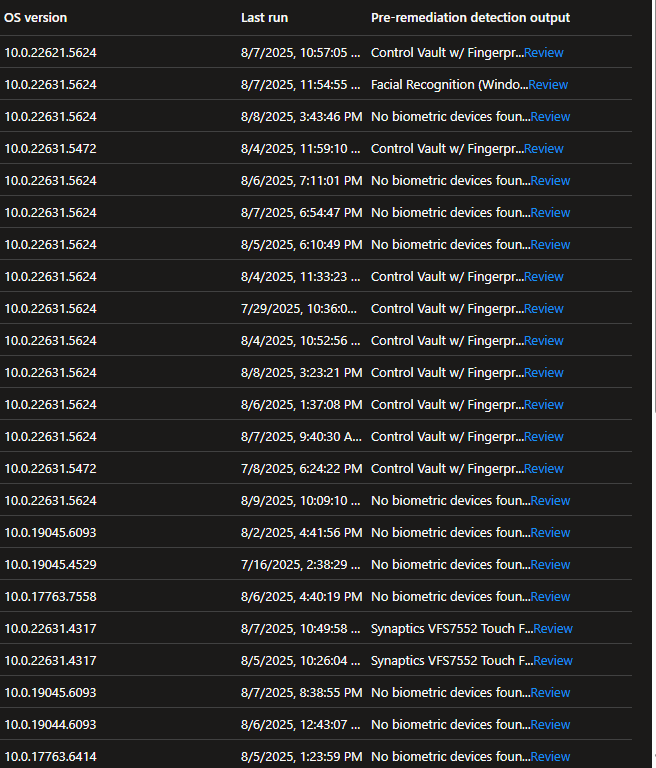 OS version Last run Pre-remediation detection output
10.0.22621.5624 8/7/2025, 10:57:05 ... Control Vault w/ Fingerpr...Review
10.0.22631.5624 8/7/2025, 11:54:55 ... Facial Recognition (Windo...Review
10.0.22631.5624 8/8/2025, 3:43:46 PM No biometric devices foun...Review
10.0.22631.5472 8/4/2025, 11:59:10 ... Control Vault w/ Fingerpr...Review
10.0.22631.5624 8/6/2025, 7:11:01 PM No biometric devices foun...Review
10.0.22631.5624 8/7/2025, 6:54:47 PM No biometric devices foun...Review
10.0.22631.5624 8/5/2025, 6:10:49 PM No biometric devices foun...Review
10.0.22631.5624 8/4/2025, 11:33:23 ... Control Vault w/ Fingerpr...Review
10.0.22631.5624 7/29/2025, 10:36:0... Control Vault w/ Fingerpr...Review
10.0.22631.5624 8/4/2025, 10:52:56 ... Control Vault w/ Fingerpr...Review
10.0.22631.5624 8/8/2025, 3:23:21 PM Control Vault w/ Fingerpr...Review
10.0.22631.5624 8/6/2025, 1:37:08 PM Control Vault w/ Fingerpr...Review
10.0.22631.5624 8/7/2025, 9:40:30 A... Control Vault w/ Fingerpr...Review
10.0.22631.5472 7/8/2025, 6:24:22 PM Control Vault w/ Fingerpr...Review
10.0.22631.5624 8/9/2025, 10:09:10 ... No biometric devices foun...Review
10.0.19045.6093 8/2/2025, 4:41:56 PM No biometric devices foun...Review
10.0.19045.4529 7/16/2025, 2:38:29 ... No biometric devices foun...Review
10.0.17763.7558 8/6/2025, 4:40:19 PM No biometric devices foun...Review
10.0.22631.4317 8/7/2025, 10:49:58 ... Synaptics VFS7552 Touch F...Review
10.0.22631.4317 8/5/2025, 10:26:04 ... Synaptics VFS7552 Touch F...Review
10.0.19045.6093 8/7/2025, 8:38:55 PM No biometric devices foun...Review
10.0.19044.6093 8/6/2025, 12:43:07 ... No biometric devices foun...Review
10.0.17763.6414 8/5/2025, 1:23:59 PM No biometric devices foun...Review